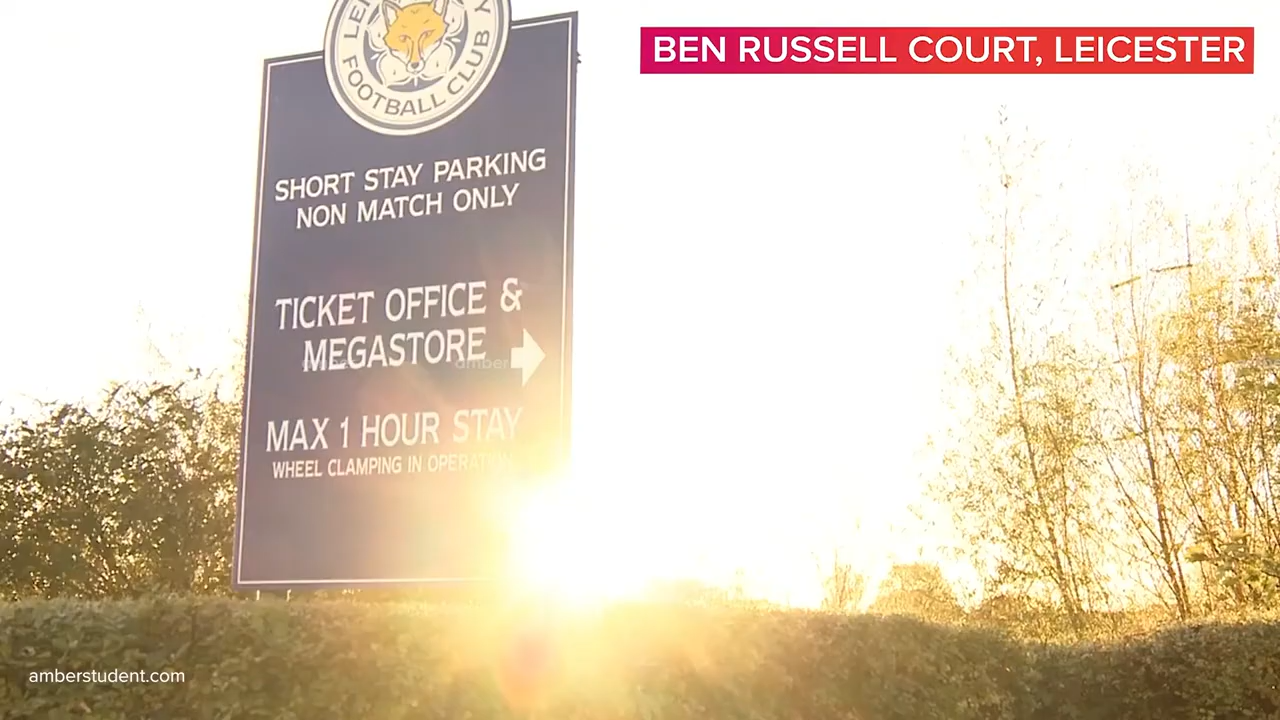 BEN RUSSELL COURT, LEICESTER
FOOTBALL CLUB
SHORT STAY PARKING
NON MATCH ONLY
TICKET OFFICE &
MEGASTORE
amber
MAX 1 HOUR STAY
WHEEL CLAMPING IN OPERATION
amberstudent.com